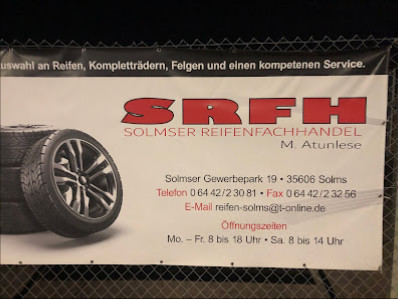 uswahl an Reifen, Kompletträdern, Felgen und einen kompetenen Service.
SRFH
SOLMSER REIFENFACHHANDEL
M. Atunlese
Solmser Gewerbepark 19 • 35606 Solms
Telefon 0 64 42/2 30 81 • Fax 0 64 42/2 32 56
E-Mail reifen-solms@t-online.de
Öffnungszeiten
Mo. – Fr. 8 bis 18 Uhr • Sa. 8 bis 14 Uhr